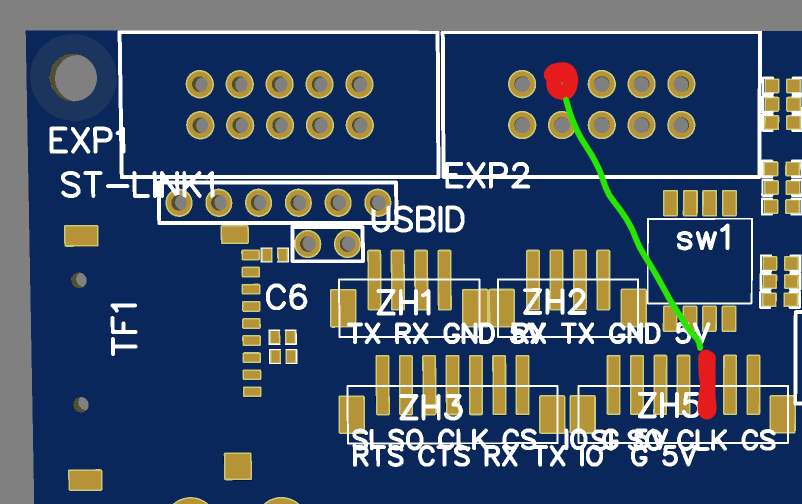 EXP1
EXP2
ST-LINK1
USBID
sw1
C6
ZH1
ZH2
TX RX GND 5V
RX TX GND 5V
TF1
ZH3
ZH5
SI SO CLK CS IO G 5V
SI SO CLK CS
RTS CTS RX TX IO G 5V